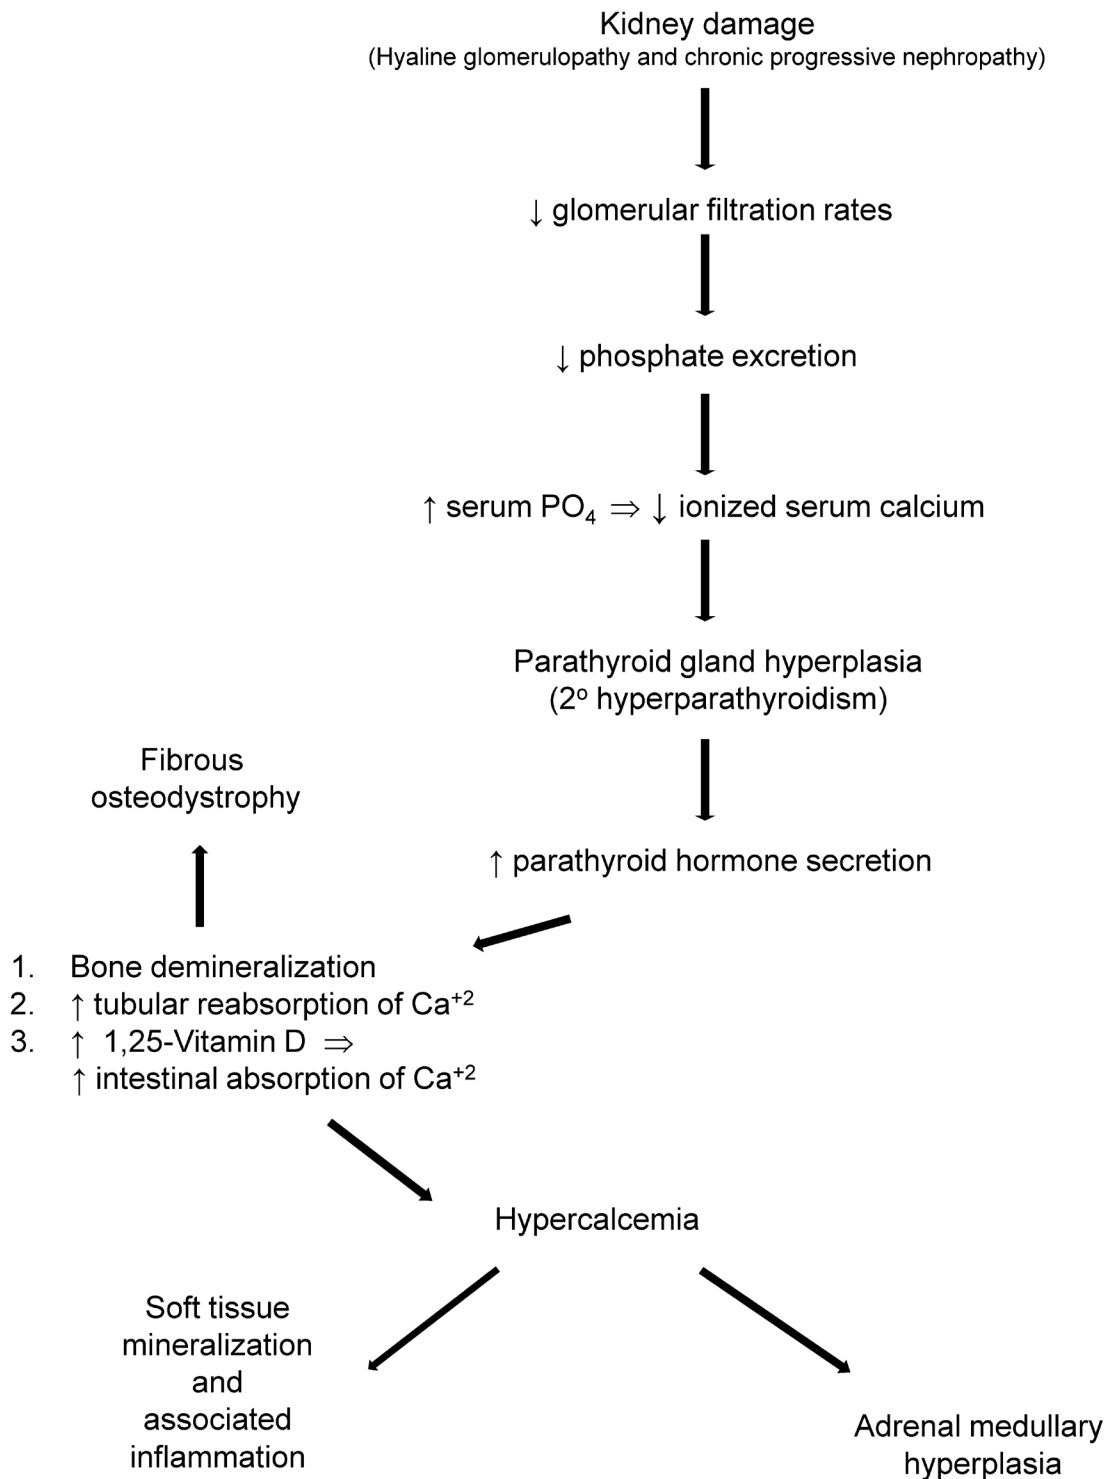 Kidney damage
(Hyaline glomerulopathy and chronic progressive nephropathy)
↓ glomerular filtration rates
↓ phosphate excretion
↑ serum PO₄ ⇒ ↓ ionized serum calcium
Parathyroid gland hyperplasia
(2º hyperparathyroidism)
Fibrous
osteodystrophy
↑ parathyroid hormone secretion
1. Bone demineralization
2. ↑ tubular reabsorption of Ca⁺²
3. ↑ 1,25-Vitamin D ⇒
↑ intestinal absorption of Ca⁺²
Hypercalcemia
Soft tissue
mineralization
and
associated
inflammation
Adrenal medullary
hyperplasia